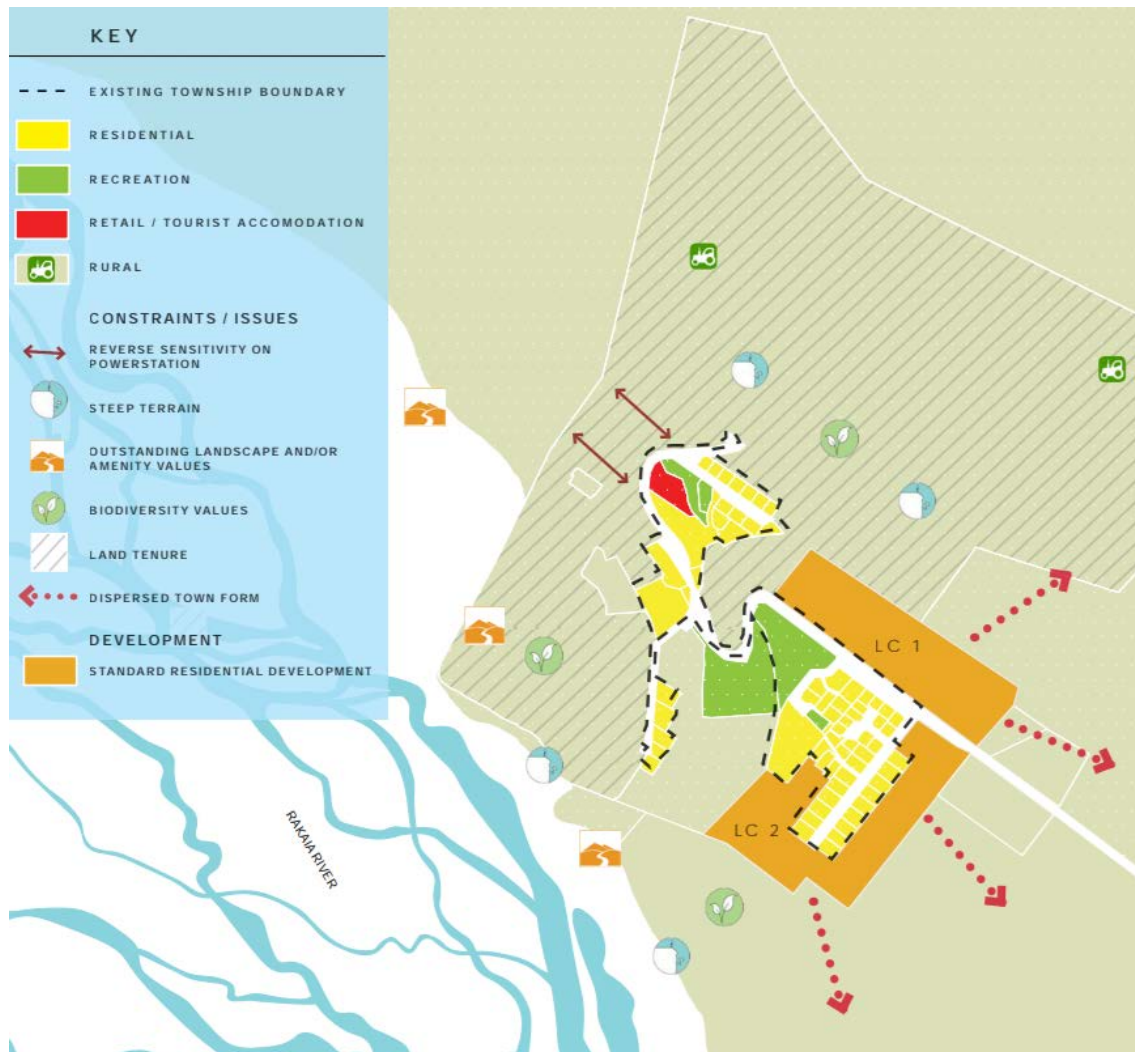 KEY
EXISTING TOWNSHIP BOUNDARY
RESIDENTIAL
RECREATION
RETAIL / TOURIST ACCOMODATION
RURAL
CONSTRAINTS / ISSUES
REVERSE SENSITIVITY ON
POWERSTATION
STEEP TERRAIN
OUTSTANDING LANDSCAPE AND/OR
AMENITY VALUES
BIODIVERSITY VALUES
LAND TENURE
DISPERSED TOWN FORM
DEVELOPMENT
STANDARD RESIDENTIAL DEVELOPMENT
LC 1
LC 2
RAKAIA RIVER